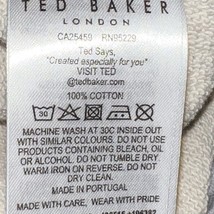 TED BAKER
LONDON
CA25459 RN95229
Ted Says,
"Created especially for you"
VISIT TED
@tedbaker.com
100% COTTON
30
MACHINE WASH AT 30C INSIDE OUT
WITH SIMILAR COLOURS. DO NOT USE
PRODUCTS CONTAINING BLEACH, OIL
OR ALCOHOL. DO NOT TUMBLE DRY.
WARM IRON ON REVERSE. DO NOT DRY
CLEAN.
MADE IN PORTUGAL
MADE WITH CARE, WEAR WITH PRIDE